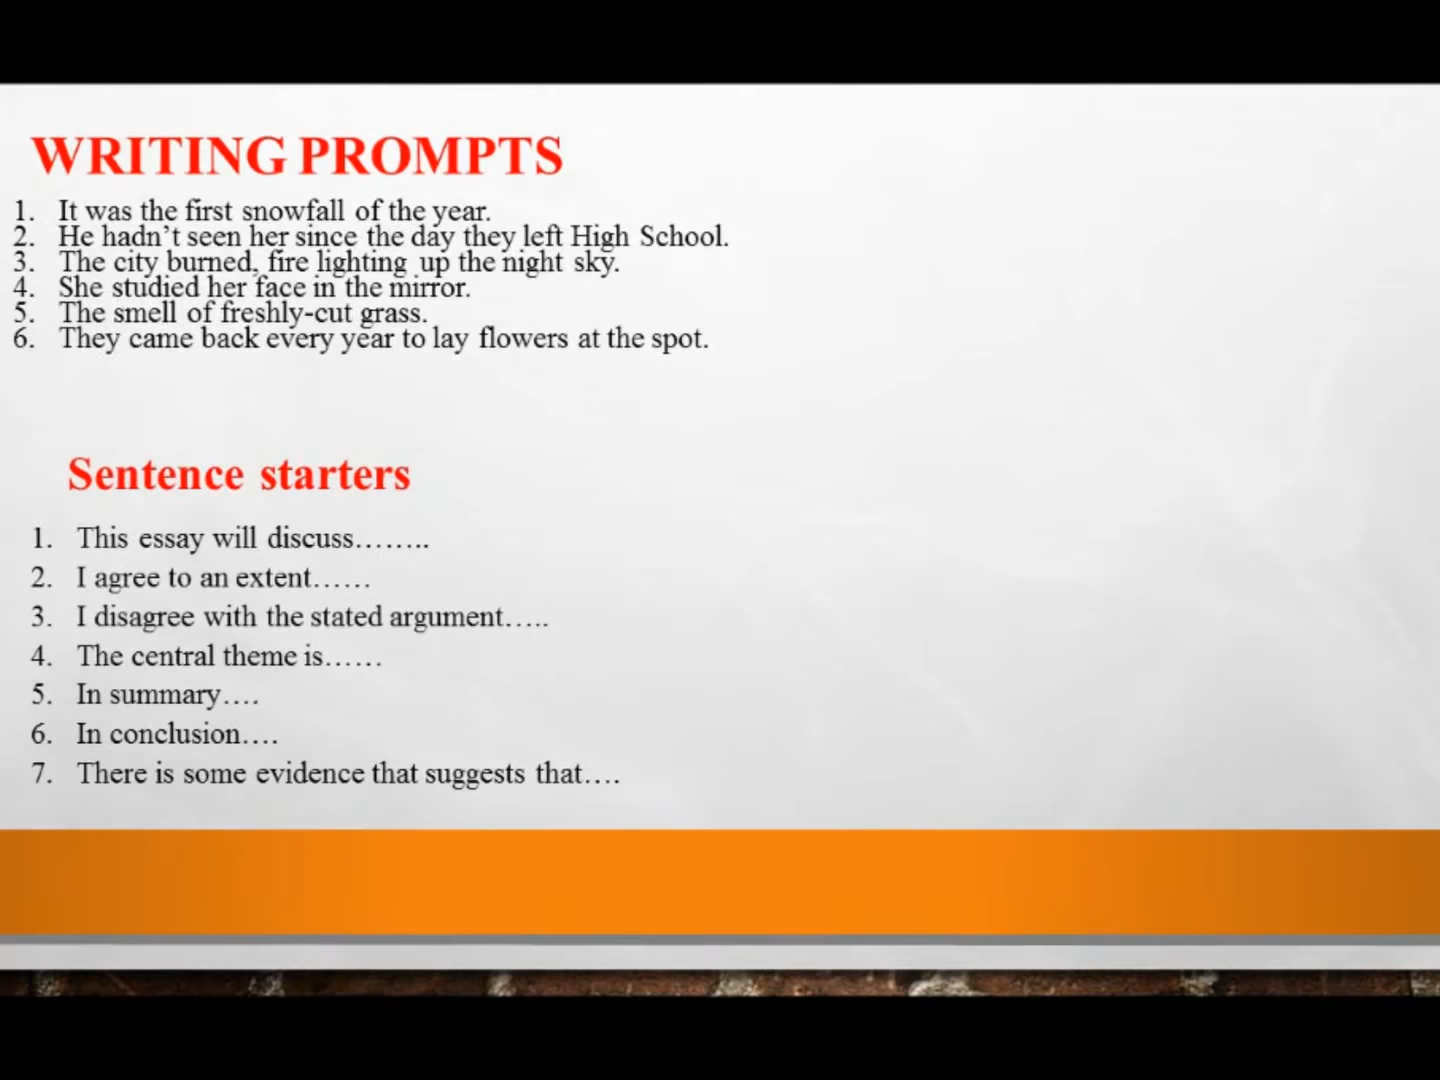 WRITING PROMPTS
1. It was the first snowfall of the year.
2. He hadn’t seen her since the day they left High School.
3. The city burned, fire lighting up the night sky.
4. She studied her face in the mirror.
5. The smell of freshly-cut grass.
6. They came back every year to lay flowers at the spot.
Sentence starters
1. This essay will discuss……..
2. I agree to an extent……
3. I disagree with the stated argument…..
4. The central theme is……
5. In summary….
6. In conclusion….
7. There is some evidence that suggests that….